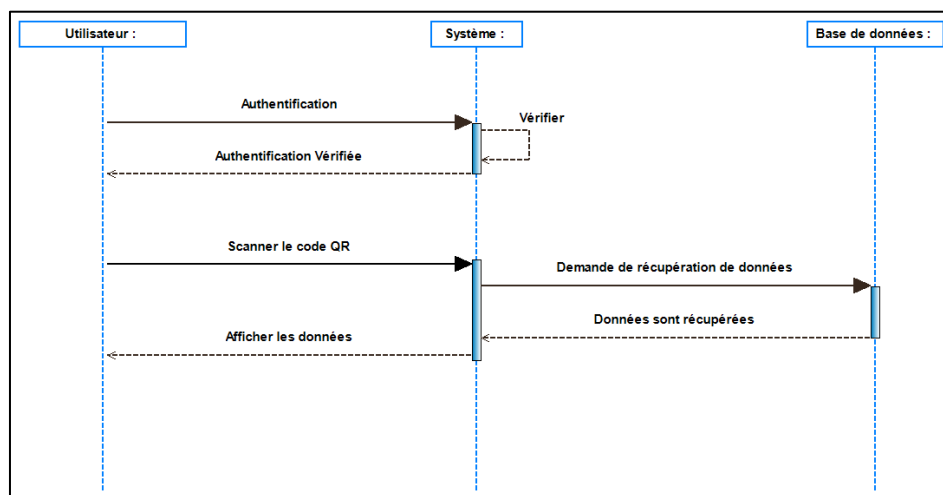 Utilisateur :
Système :
Base de données :
Authentification
Vérifier
Authentification Vérifiée
Scanner le code QR
Demande de récupération de données
Données sont récupérées
Afficher les données